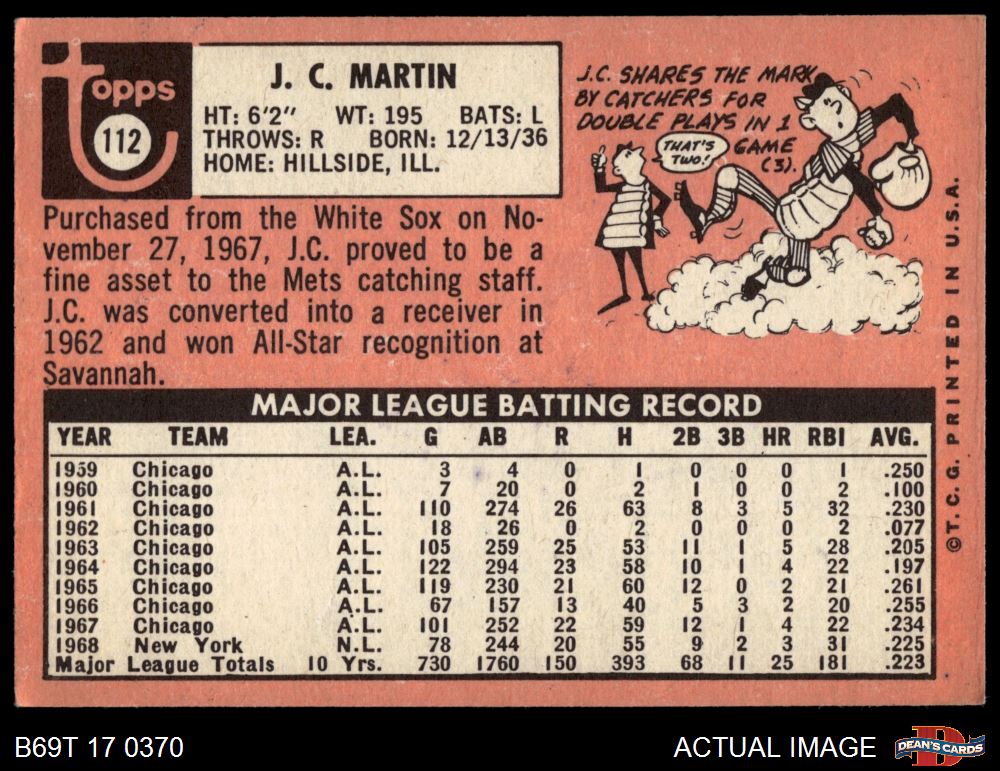 topps
112
J. C. MARTIN
HT: 6'2" WT: 195 BATS: L
THROWS: R BORN: 12/13/36
HOME: HILLSIDE, ILL.
J.C. SHARES THE MARK
BY CATCHERS FOR
DOUBLE PLAYS IN 1
GAME
(3).
THAT'S
TWO!
Purchased from the White Sox on No-
vember 27, 1967, J.C. proved to be a
fine asset to the Mets catching staff.
J.C. was converted into a receiver in
1962 and won All-Star recognition at
Savannah.
MAJOR LEAGUE BATTING RECORD
YEAR TEAM LEA. G AB R H 2B 3B HR RBI AVG.
1959 Chicago A.L. 3 4 0 1 0 0 0 1 .250
1960 Chicago A.L. 7 20 0 2 1 0 0 2 .100
1961 Chicago A.L. 110 274 26 63 8 3 5 32 .230
1962 Chicago A.L. 18 26 0 2 0 0 0 2 .077
1963 Chicago A.L. 105 259 25 53 11 1 5 28 .205
1964 Chicago A.L. 122 294 23 58 10 1 4 22 .197
1965 Chicago A.L. 119 230 21 60 12 0 2 21 .261
1966 Chicago A.L. 67 157 13 40 5 3 2 20 .255
1967 Chicago A.L. 101 252 22 59 12 1 4 22 .234
1968 New York N.L. 78 244 20 55 9 2 3 31 .225
Major League Totals 10 Yrs. 730 1760 150 393 68 11 25 181 .223
©T. C. G. PRINTED IN U.S.A.
B69T 17 0370
ACTUAL IMAGE
D
DEAN'S CARDS